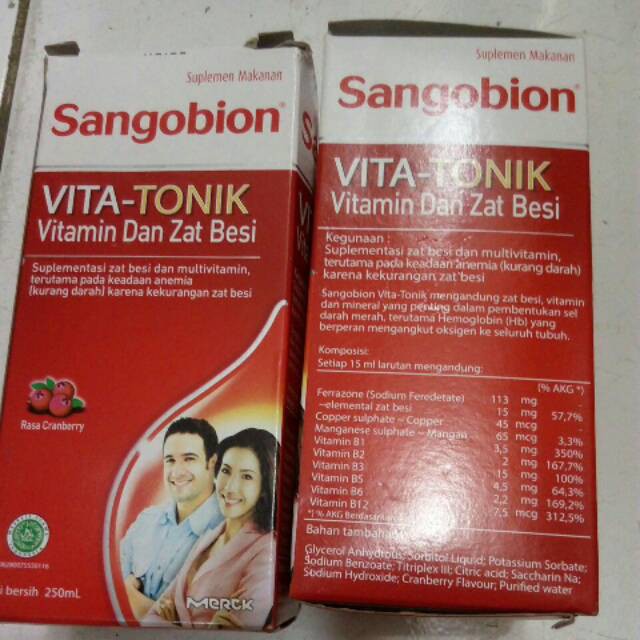 Suplemen Makanan
Sangobion®
VITA-TONIK
Vitamin Dan Zat Besi
Suplementasi zat besi dan multivitamin,
terutama pada keadaan anemia
(kurang darah) karena kekurangan zat besi
Rasa Cranberry
bersih 250mL
MERCK
Suplemen Makanan
Sangobion®
VITA-TONIK
Vitamin Dan Zat Besi
Kegunaan :
Suplementasi zat besi dan multivitamin,
terutama pada keadaan anemia (kurang darah)
karena kekurangan zat besi
Sangobion Vita-Tonik mengandung zat besi, vitamin
dan mineral yang penting dalam pembentukan sel
darah merah, terutama Hemoglobin (Hb) yang
berperan mengangkut oksigen ke seluruh tubuh.
Komposisi:
Setiap 15 ml larutan mengandung:
(% AKG *)
Ferrazone (Sodium Feredetate) 113 mg
~elemental zat besi 15 mg 57,7%
Copper sulphate ~ Copper 45 mcg -
Manganese sulphate ~ Mangan 65 mcg 3,3%
Vitamin B1 3,5 mg 350%
Vitamin B2 2 mg 167,7%
Vitamin B3 15 mg 100%
Vitamin B5 4,5 mg 64,3%
Vitamin B6 2,2 mg 169,2%
Vitamin B12 7,5 mcg 312,5%
*) % AKG Berdasarkan
Bahan tambahan
Glycerol Anhydrous; Sorbitol Liquid; Potassium Sorbate;
Sodium Benzoate; Titriplex III; Citric acid; Saccharin Na;
Sodium Hydroxide; Cranberry Flavour; Purified water